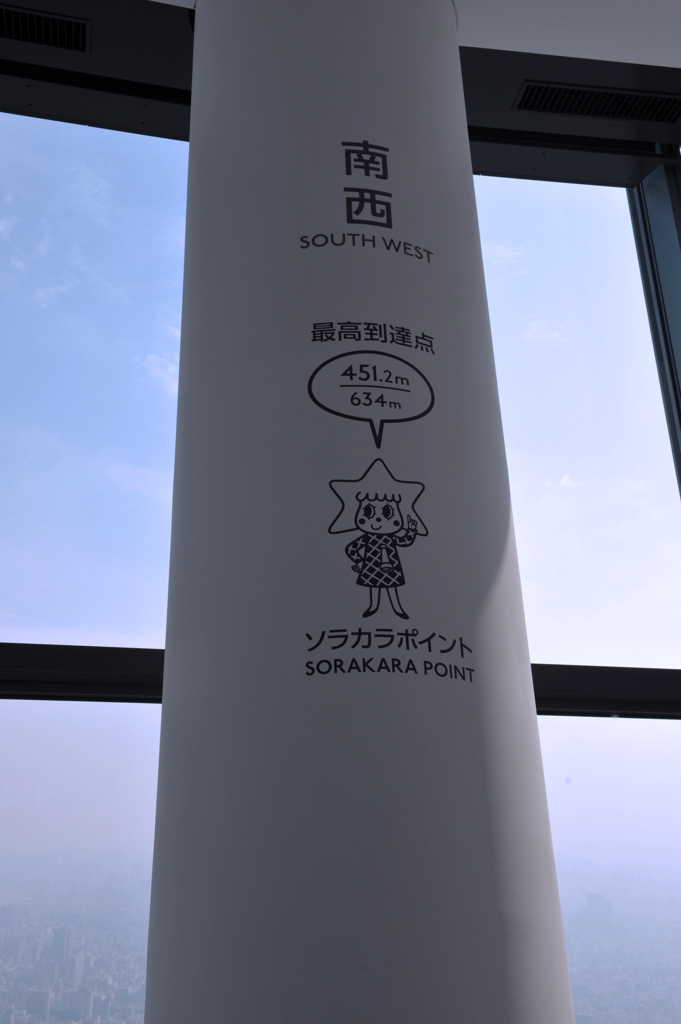 南
西
SOUTH WEST
最高到達点
451.2m
634m
ソラカラポイント
SORAKARA POINT